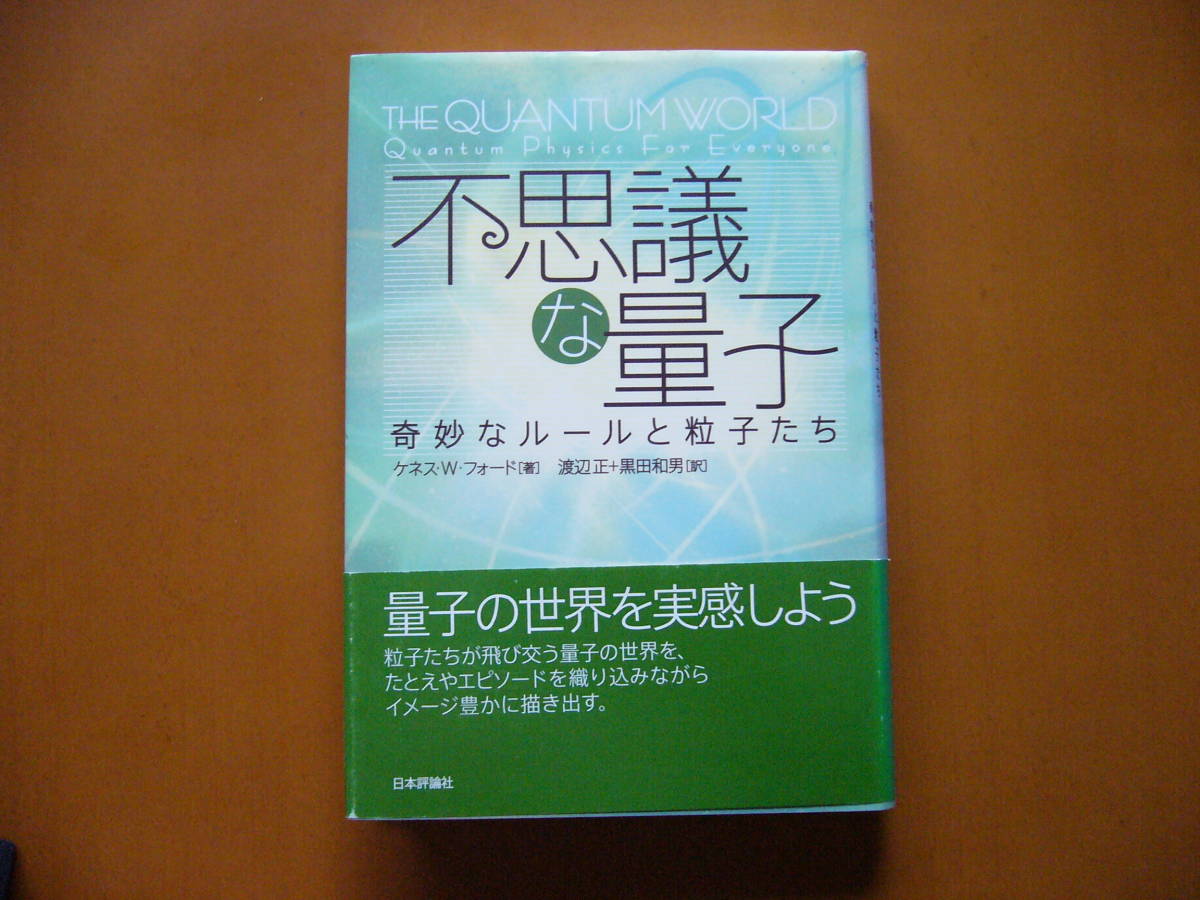 THE QUANTUM WORLD
Quantum Physics For Everyone
不思議
な量子
奇妙なルールと粒子たち
ケネス・W・フォード[著] 渡辺 正+黒田和男[訳]
量子の世界を実感しよう
粒子たちが飛び交う量子の世界を、
たとえやエピソードを織り込みながら
イメージ豊かに描き出す。
日本評論社